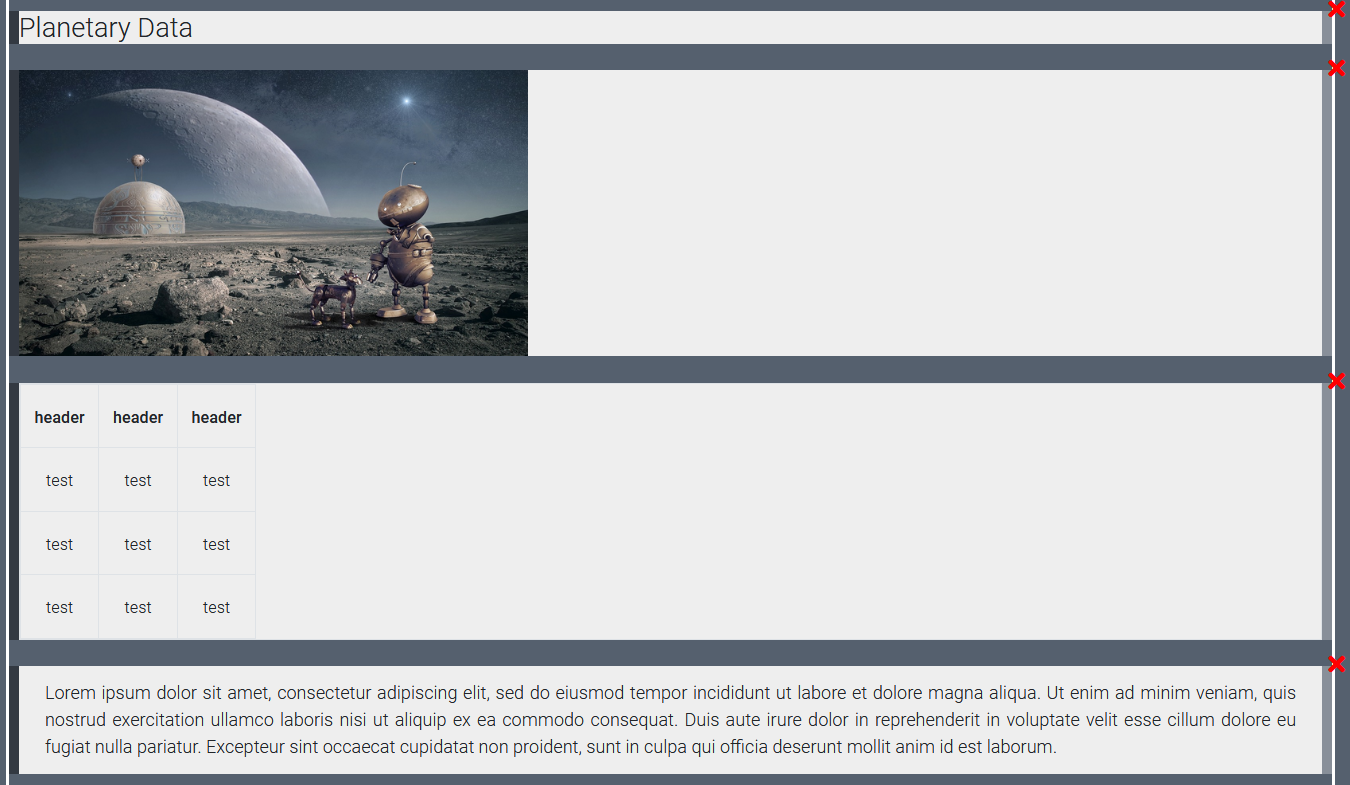 Planetary Data
header header header
test test test
test test test
test test test
Lorem ipsum dolor sit amet, consectetur adipiscing elit, sed do eiusmod tempor incididunt ut labore et dolore magna aliqua. Ut enim ad minim veniam, quis
nostrud exercitation ullamco laboris nisi ut aliquip ex ea commodo consequat. Duis aute irure dolor in reprehenderit in voluptate velit esse cillum dolore eu
fugiat nulla pariatur. Excepteur sint occaecat cupidatat non proident, sunt in culpa qui officia deserunt mollit anim id est laborum.